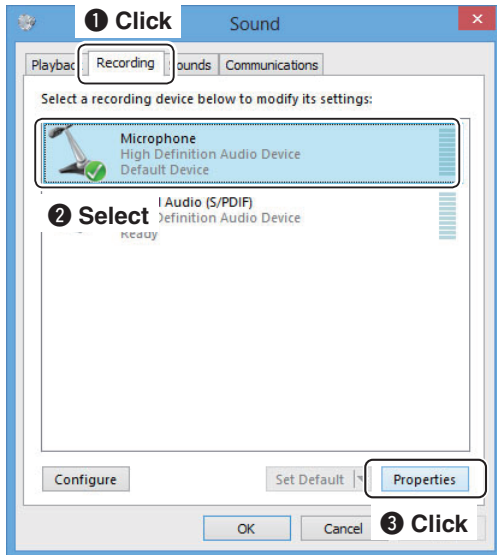 ❶ Click
Sound
Playbac Recording ounds Communications
Select a recording device below to modify its settings:
Microphone
High Definition Audio Device
Default Device
l Audio (S/PDIF)
❷ Select
Definition Audio Device
Ready
Configure Set Default Properties
❸ Click
OK Cancel